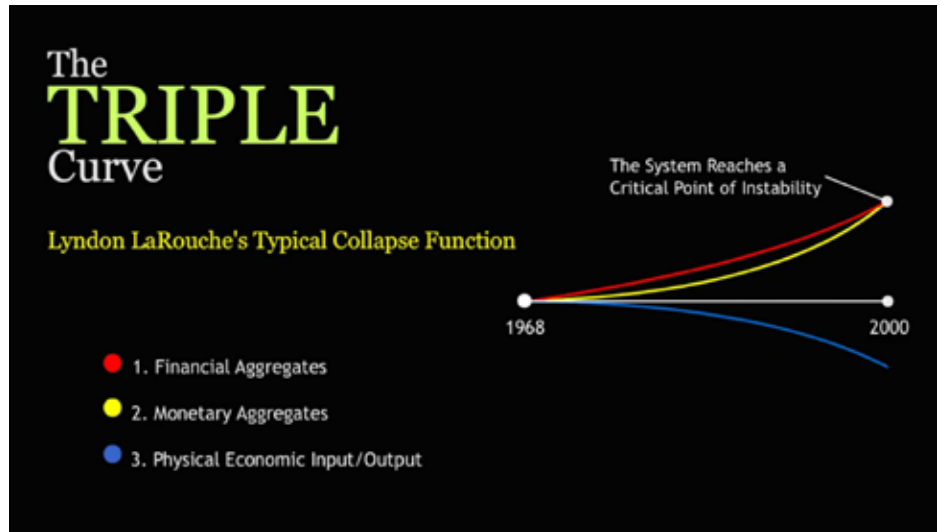 The
TRIPLE
Curve
Lyndon LaRouche's Typical Collapse Function
The System Reaches a
Critical Point of Instability
1968
2000
1. Financial Aggregates
2. Monetary Aggregates
3. Physical Economic Input/Output